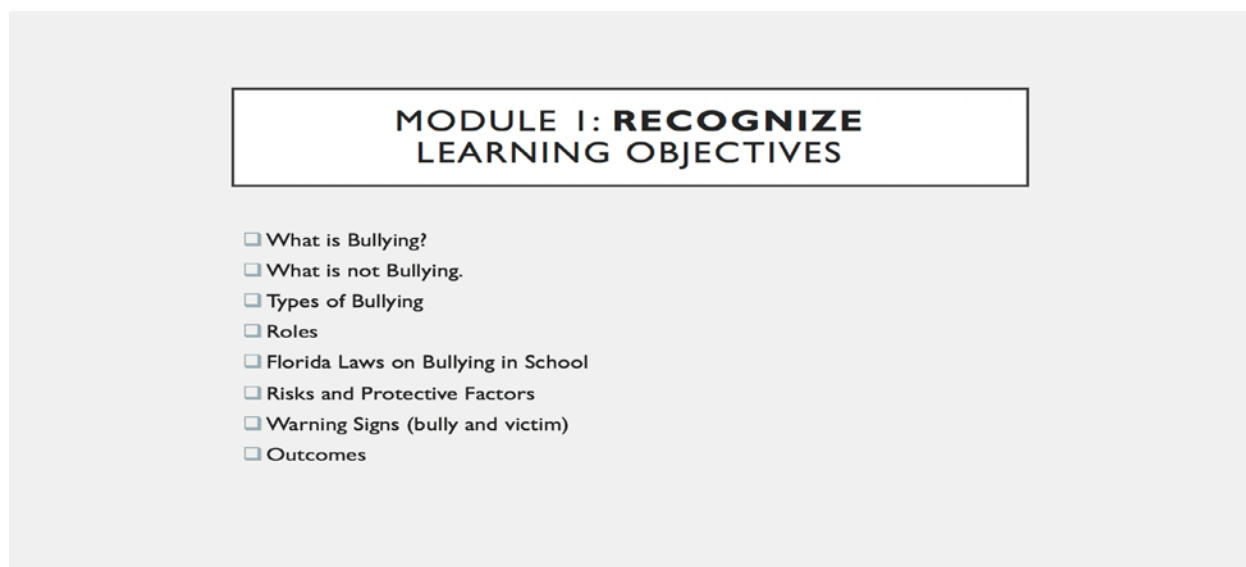 MODULE 1: RECOGNIZE
LEARNING OBJECTIVES
What is Bullying?
What is not Bullying.
Types of Bullying
Roles
Florida Laws on Bullying in School
Risks and Protective Factors
Warning Signs (bully and victim)
Outcomes